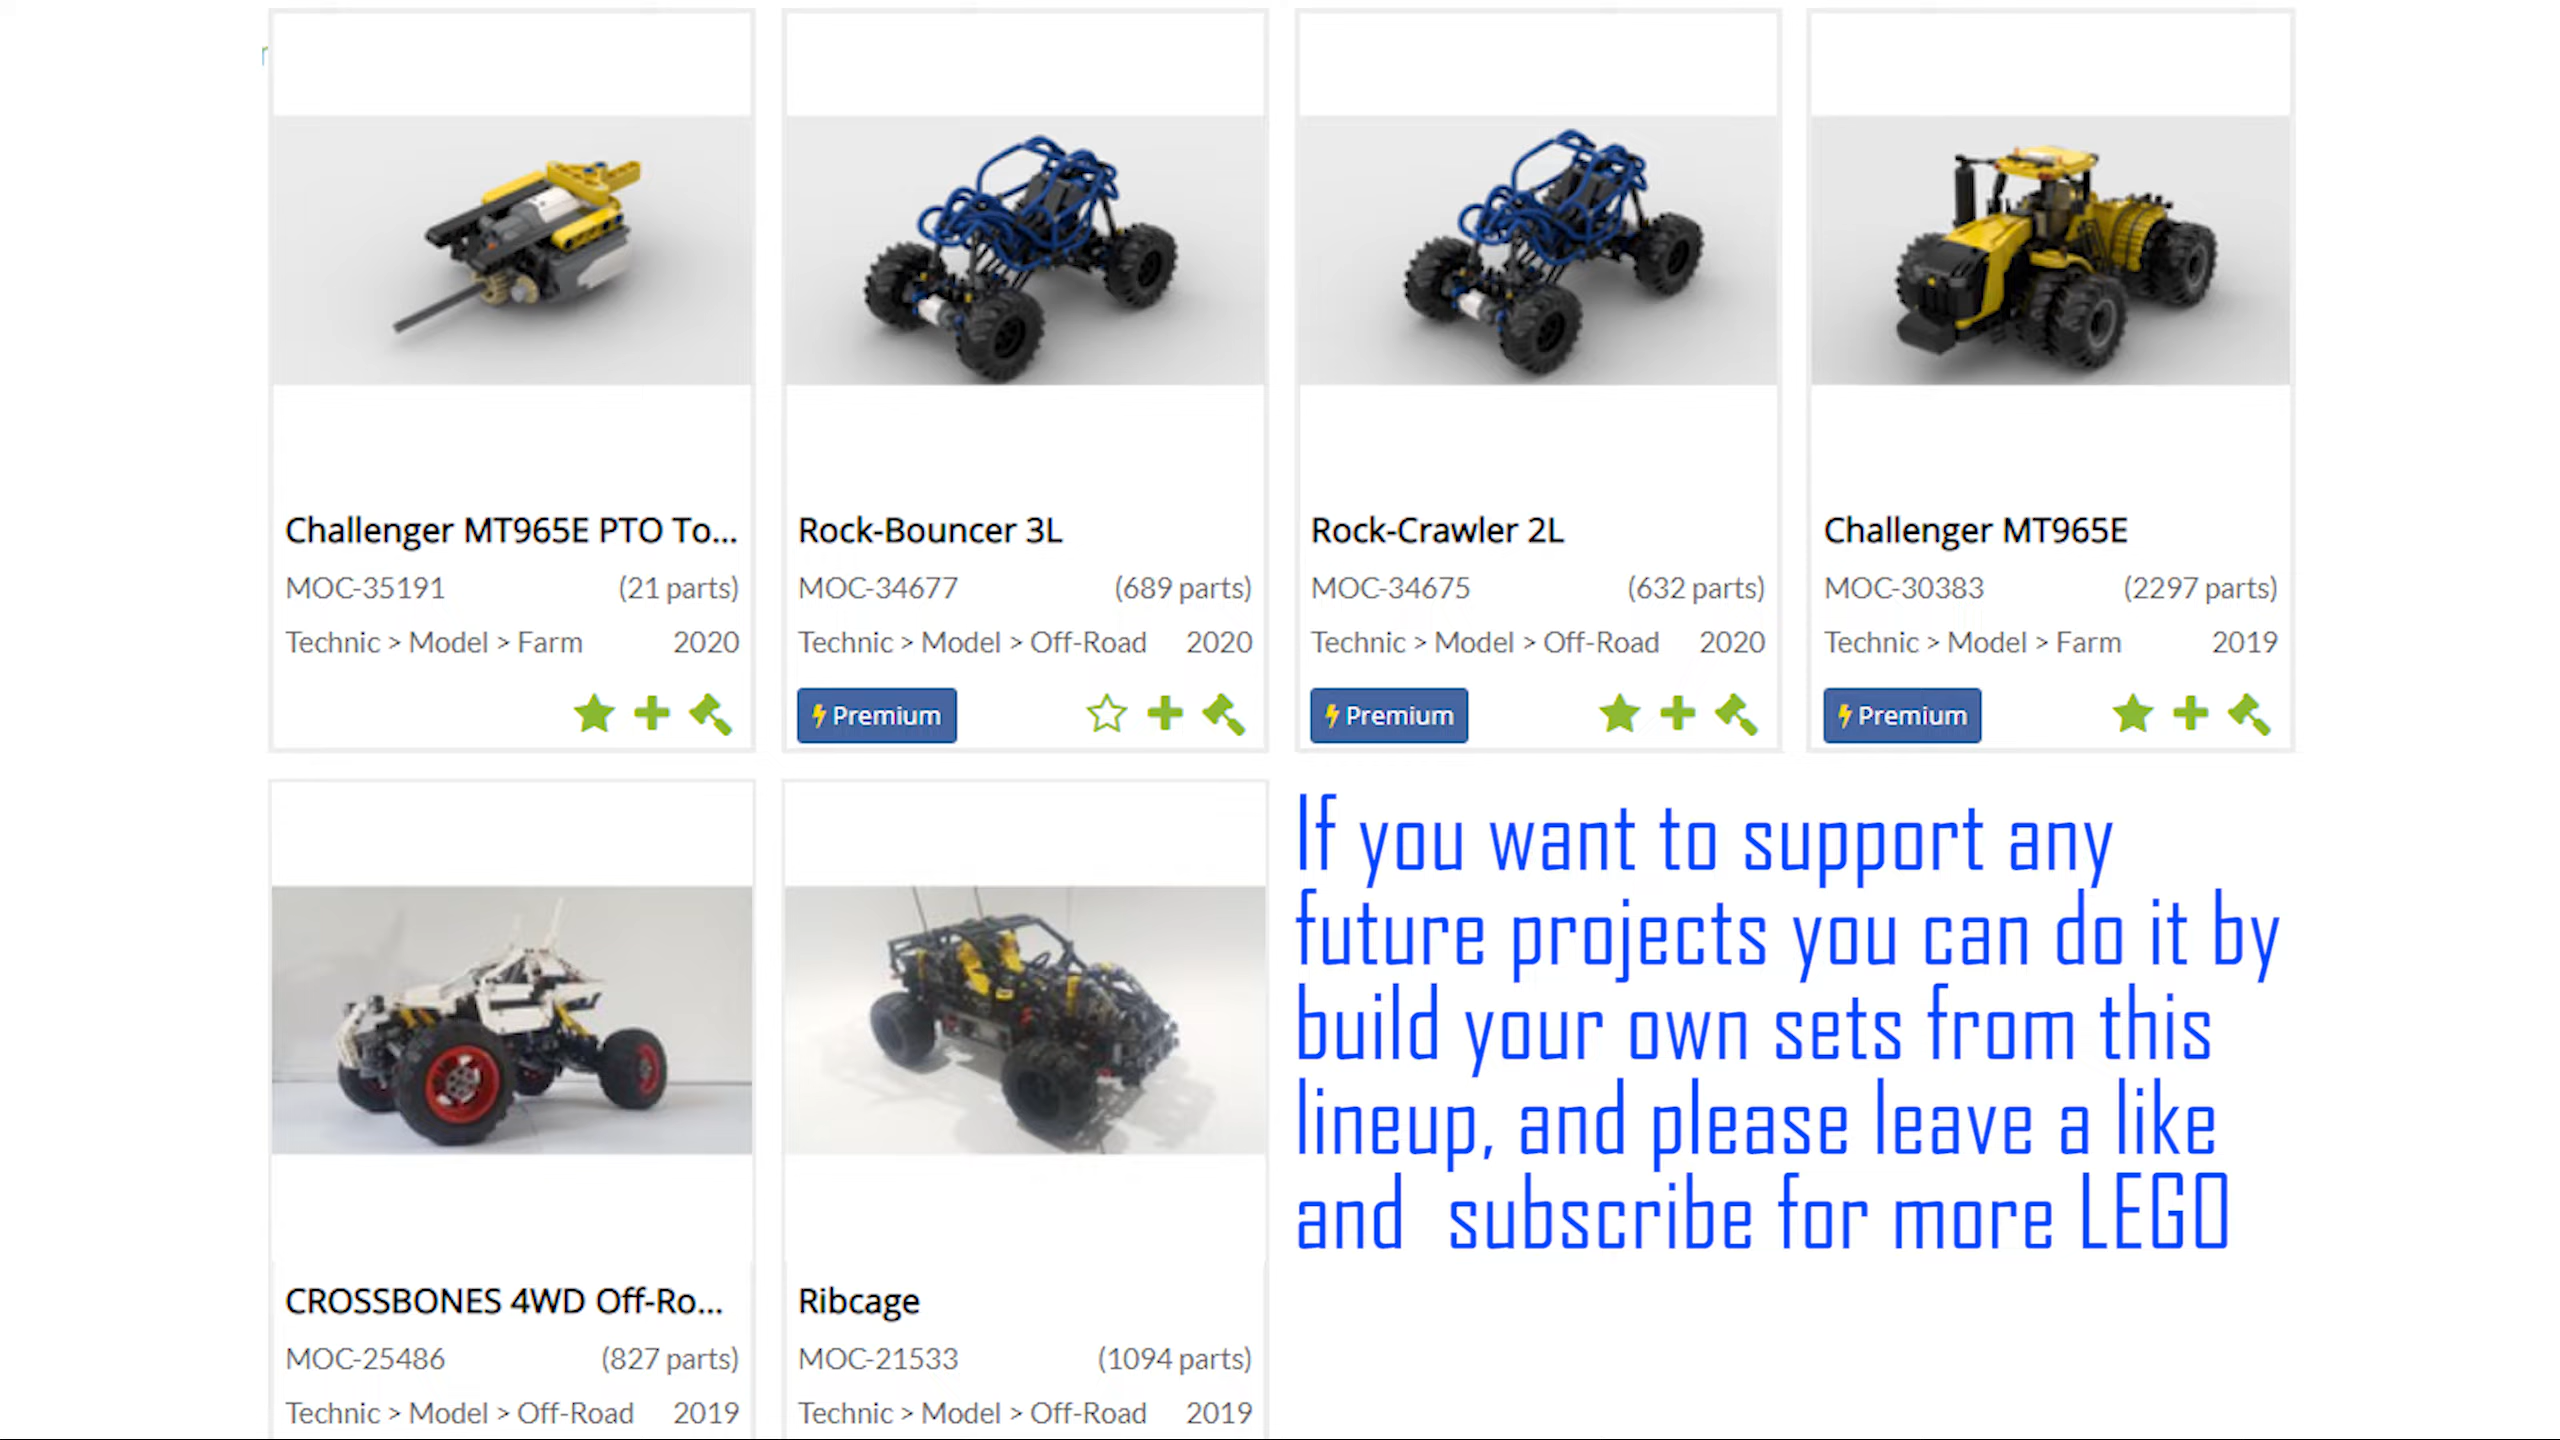 Challenger MT965E PTO To...
MOC-35191 (21 parts)
Technic > Model > Farm 2020
Rock-Bouncer 3L
MOC-34677 (689 parts)
Technic > Model > Off-Road 2020
Premium
Rock-Crawler 2L
MOC-34675 (632 parts)
Technic > Model > Off-Road 2020
Premium
Challenger MT965E
MOC-30383 (2297 parts)
Technic > Model > Farm 2019
Premium
CROSSBONES 4WD Off-Ro...
MOC-25486 (827 parts)
Technic > Model > Off-Road 2019
Ribcage
MOC-21533 (1094 parts)
Technic > Model > Off-Road 2019
If you want to support any
future projects you can do it by
build your own sets from this
lineup, and please leave a like
and subscribe for more LEGO